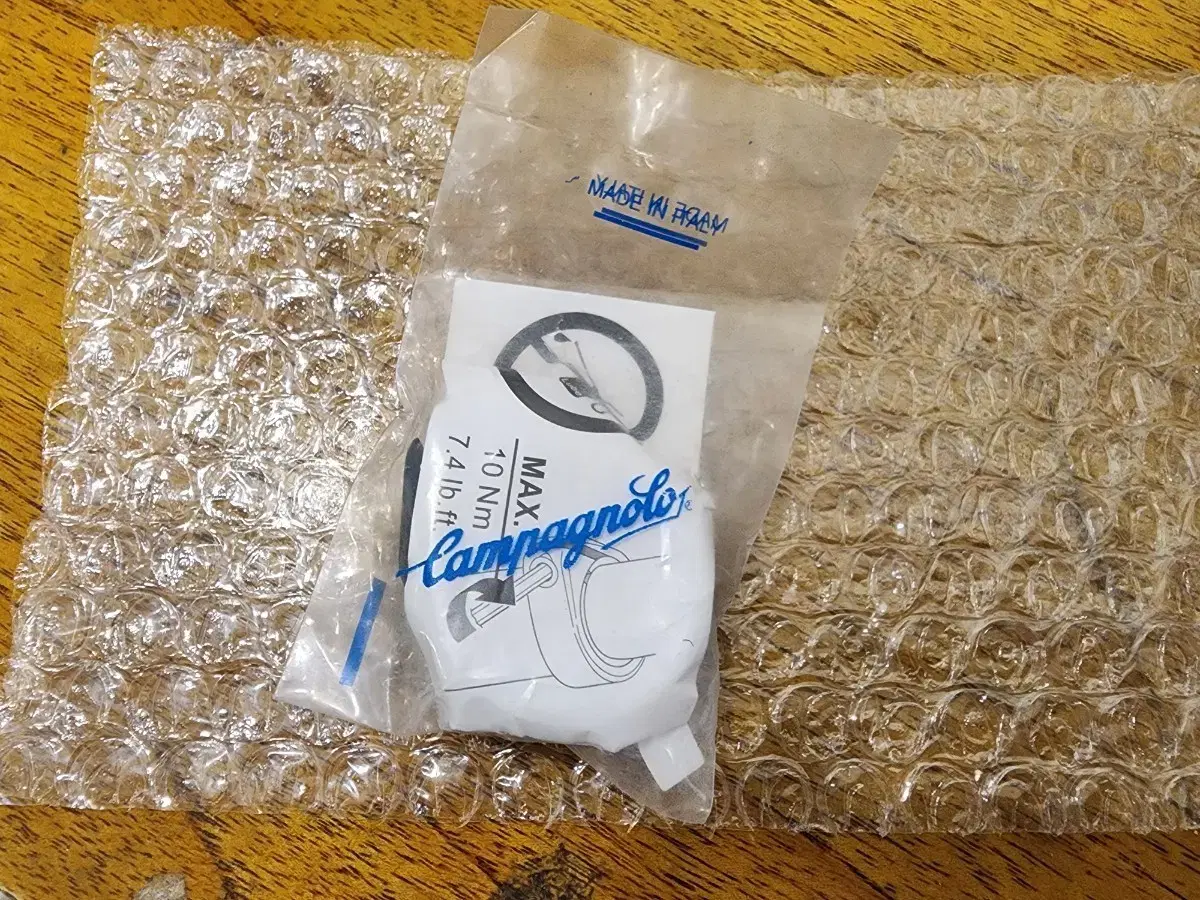 MADE IN ITALY
MAX.
10 Nm
7.4 lb.ft
Campagnolo